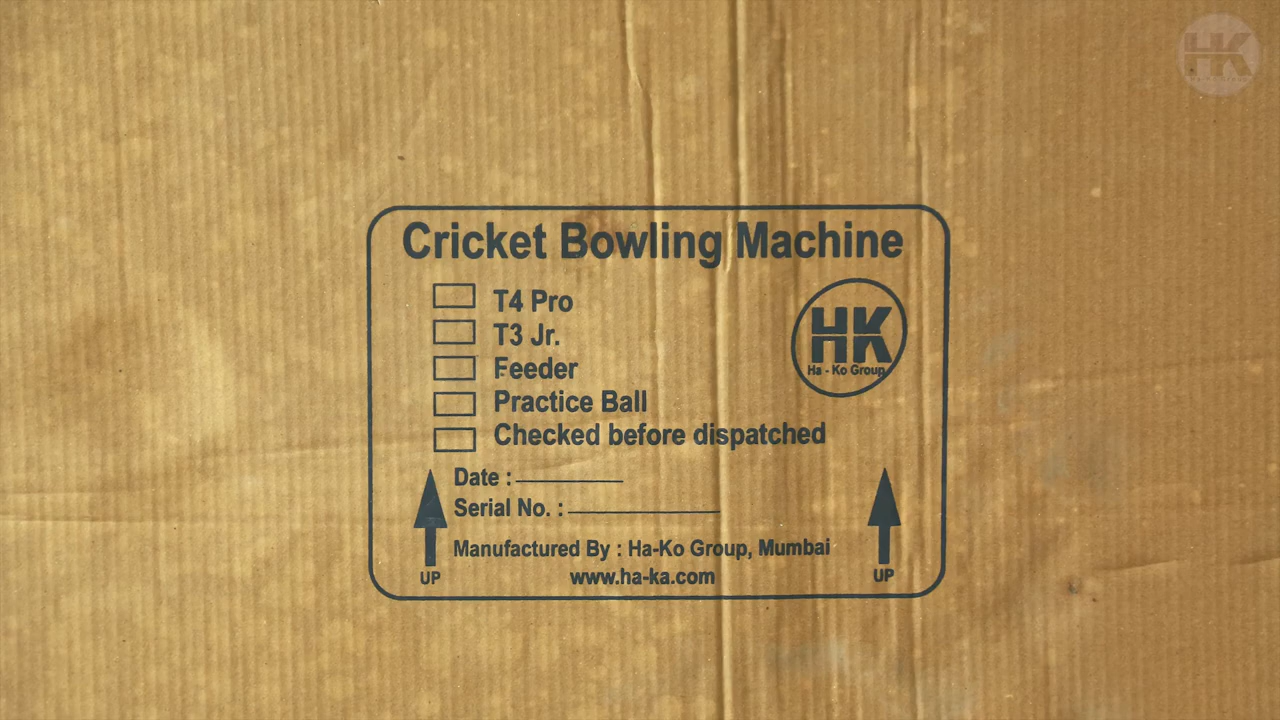 HK
Cricket Bowling Machine
T4 Pro
T3 Jr.
Feeder
Practice Ball
Checked before dispatched
HK
Ha - Ko Group
Date :
Serial No. :
Manufactured By : Ha-Ko Group, Mumbai
www.ha-ka.com
UP
UP